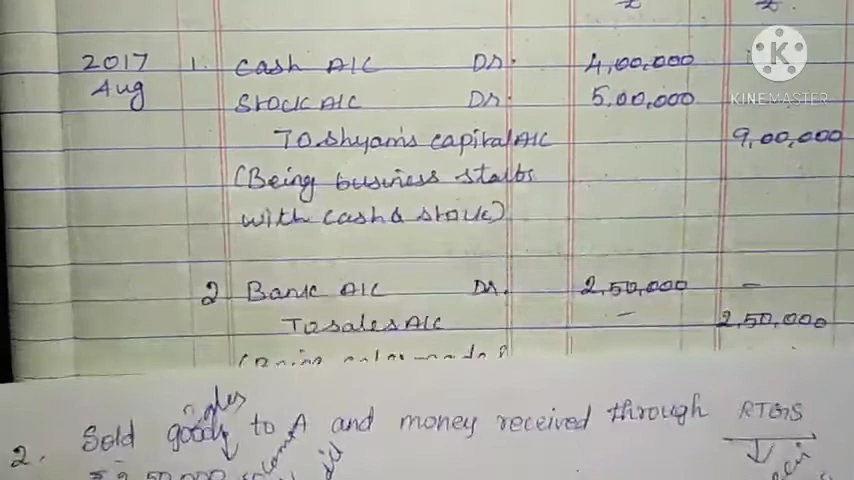 K
KINEMASTER
2017 1. Cash A/C Dr. 4,00,000
Aug Stock A/C Dr. 5,00,000
To Shyam's capital A/C 9,00,000
(Being business starts
with cash & stock)
2 Bank A/C Dr. 2,50,000 -
To sales A/C - 2,50,000
sales
2. Sold goods to A and money received through RTGS